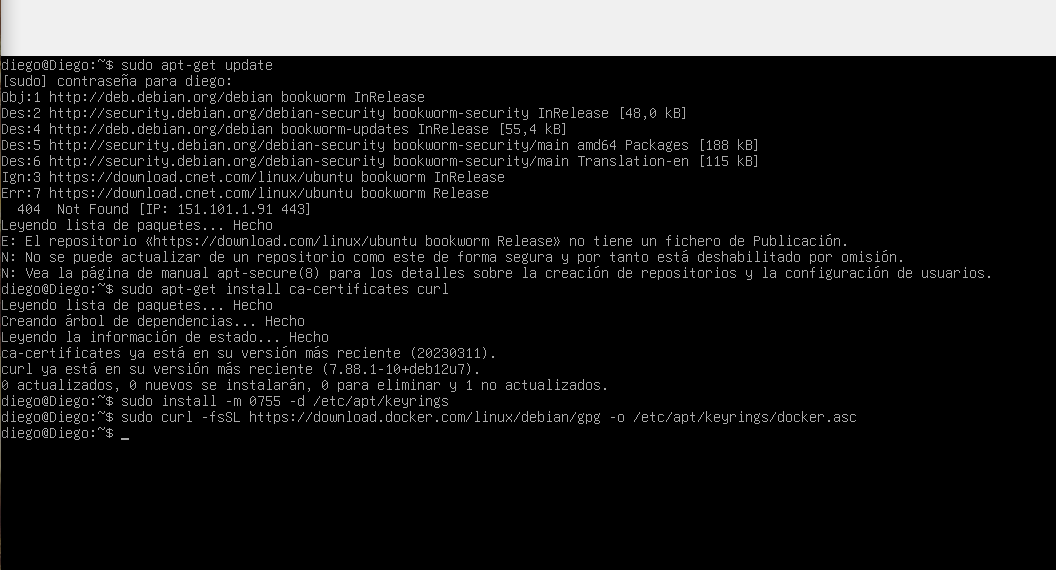 diego@Diego:~$ sudo apt-get update
[sudo] contraseña para diego:
Obj:1 http://deb.debian.org/debian bookworm InRelease
Des:2 http://security.debian.org/debian-security bookworm-security InRelease [48,0 kB]
Des:4 http://deb.debian.org/debian bookworm-updates InRelease [55,4 kB]
Des:5 http://security.debian.org/debian-security bookworm-security/main amd64 Packages [188 kB]
Des:6 http://security.debian.org/debian-security bookworm-security/main Translation-en [115 kB]
Ign:3 https://download.cnet.com/linux/ubuntu bookworm InRelease
Err:7 https://download.cnet.com/linux/ubuntu bookworm Release
  404  Not Found [IP: 151.101.1.91 443]
Leyendo lista de paquetes... Hecho
E: El repositorio «https://download.com/linux/ubuntu bookworm Release» no tiene un fichero de Publicación.
N: No se puede actualizar de un repositorio como este de forma segura y por tanto está deshabilitado por omisión.
N: Vea la página de manual apt-secure(8) para los detalles sobre la creación de repositorios y la configuración de usuarios.
diego@Diego:~$ sudo apt-get install ca-certificates curl
Leyendo lista de paquetes... Hecho
Creando árbol de dependencias... Hecho
Leyendo la información de estado... Hecho
ca-certificates ya está en su versión más reciente (20230311).
curl ya está en su versión más reciente (7.88.1-10+deb12u7).
0 actualizados, 0 nuevos se instalarán, 0 para eliminar y 1 no actualizados.
diego@Diego:~$ sudo install -m 0755 -d /etc/apt/keyrings
diego@Diego:~$ sudo curl -fsSL https://download.docker.com/linux/debian/gpg -o /etc/apt/keyrings/docker.asc
diego@Diego:~$ _